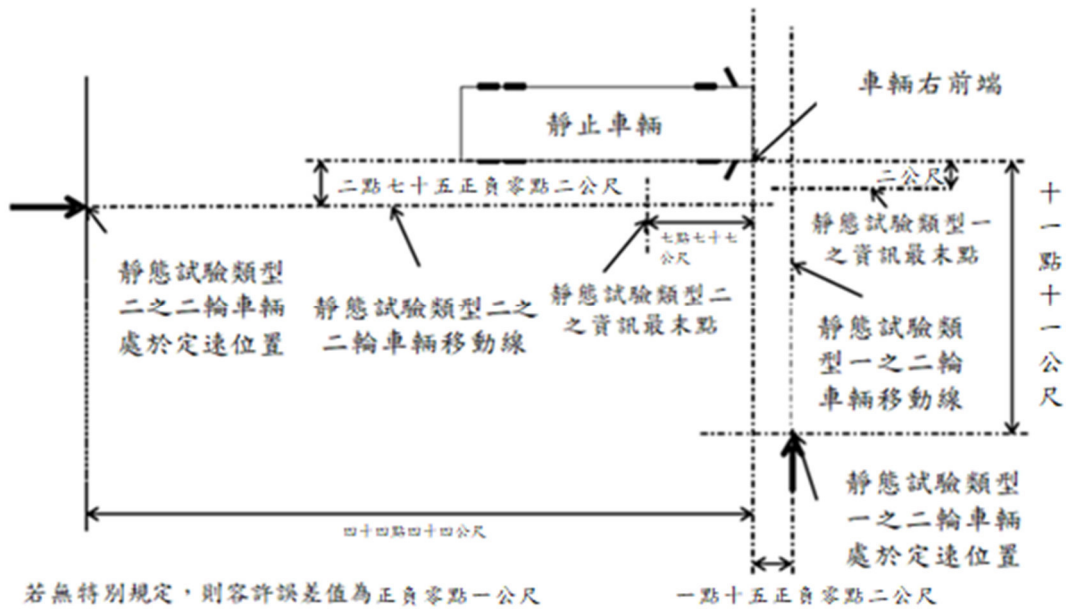 車輛右前端
靜止車輛
二點七十五正負零點二公尺
二公尺
七點七十七
公尺
靜態試驗類型一
之資訊最末點
十一點十一公尺
靜態試驗類型
二之二輪車輛
處於定速位置
靜態試驗類型二之
二輪車輛移動線
靜態試驗類型二
之資訊最末點
靜態試驗類
型一之二輪
車輛移動線
靜態試驗類型
一之二輪車輛
處於定速位置
四十四點四十四公尺
若無特別規定，則容許誤差值為正負零點一公尺
一點十五正負零點二公尺